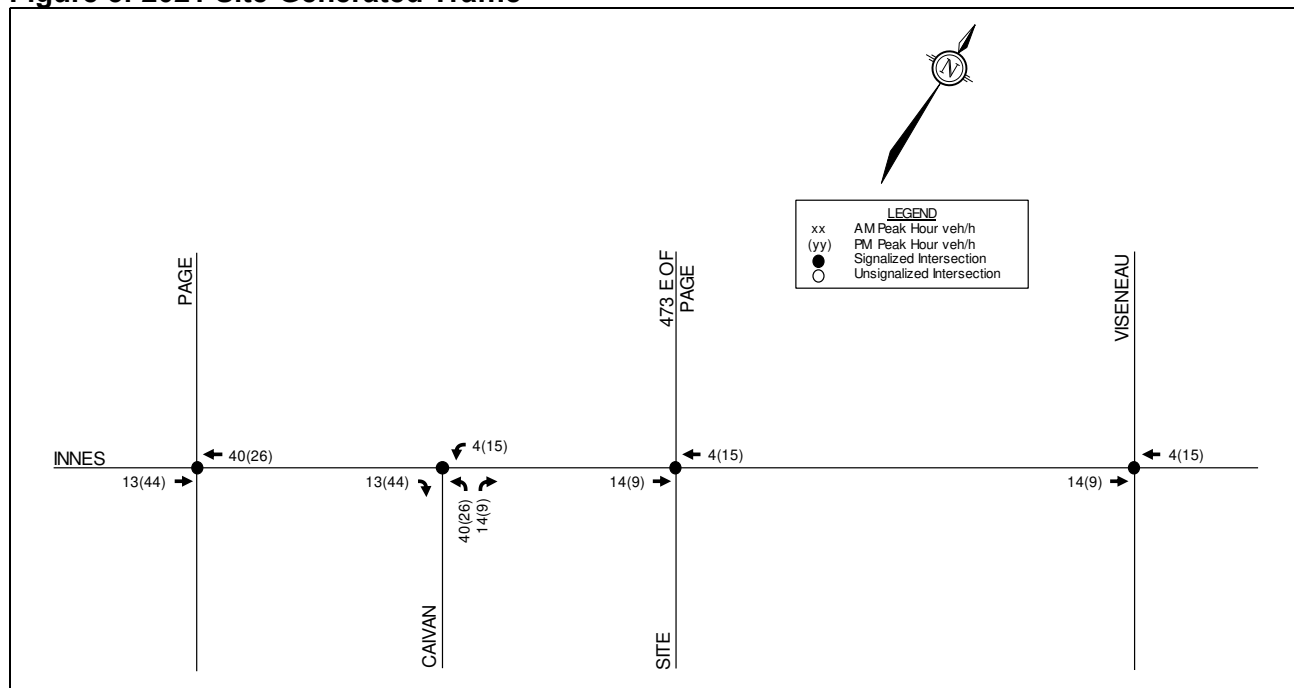 Figure 8: 2021 Site-Generated Traffic
N
LEGEND
xx AM Peak Hour veh/h
(yy) PM Peak Hour veh/h
Signalized Intersection
Unsignalized Intersection
PAGE
473 E OF
PAGE
VISENEAU
INNES
40(26)
13(44)
4(15)
13(44)
40(26)
14(9)
4(15)
14(9)
4(15)
14(9)
CAIVAN
SITE